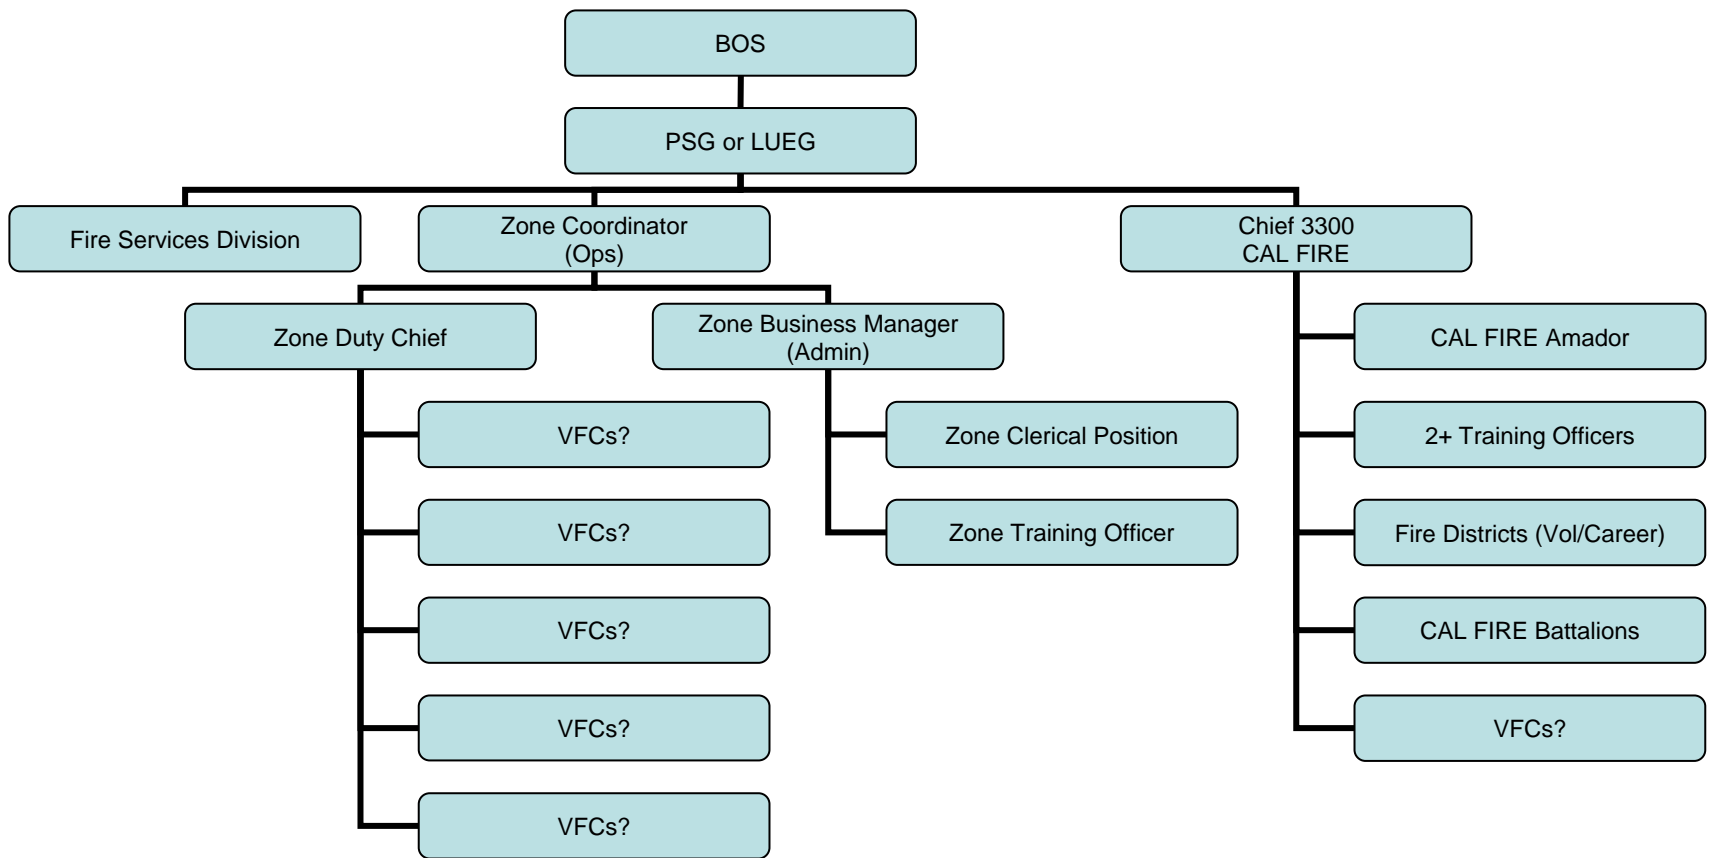 BOS
PSG or LUEG
Fire Services Division
Zone Coordinator
(Ops)
Chief 3300
CAL FIRE
Zone Duty Chief
Zone Business Manager
(Admin)
CAL FIRE Amador
VFCs?
Zone Clerical Position
2+ Training Officers
VFCs?
Zone Training Officer
Fire Districts (Vol/Career)
VFCs?
CAL FIRE Battalions
VFCs?
VFCs?
VFCs?